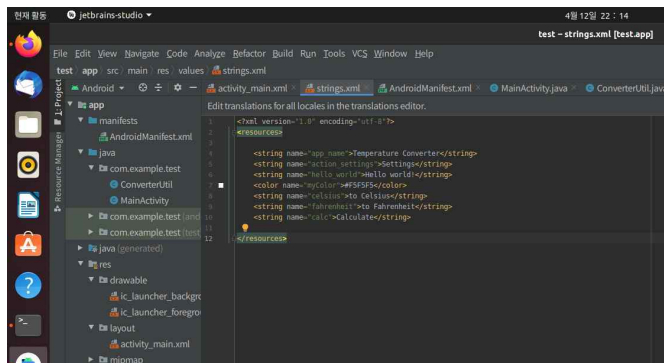 현재 활동
jetbrains-studio
4월 12일 22 : 14
test – strings.xml [test.app]
File Edit View Navigate Code Analyze Refactor Build Run Tools VCS Window Help
test app src main res values strings.xml
Android
activity_main.xml
strings.xml
AndroidManifest.xml
MainActivity.java
ConverterUtil.jav
1: Project
Resource Manager
app
manifests
AndroidManifest.xml
java
com.example.test
ConverterUtil
MainActivity
com.example.test (and
com.example.test (test
java (generated)
res
drawable
ic_launcher_backgro
ic_launcher_foregro
layout
activity_main.xml
mipmap
Edit translations for all locales in the translations editor.
1 <?xml version="1.0" encoding="utf-8"?>
2 <resources>
3
4 <string name="app_name">Temperature Converter</string>
5 <string name="action_settings">Settings</string>
6 <string name="hello_world">Hello world!</string>
7 <color name="myColor">#F5F5F5</color>
8 <string name="celsius">to Celsius</string>
9 <string name="fahrenheit">to Fahrenheit</string>
10 <string name="calc">Calculate</string>
11
12 </resources>